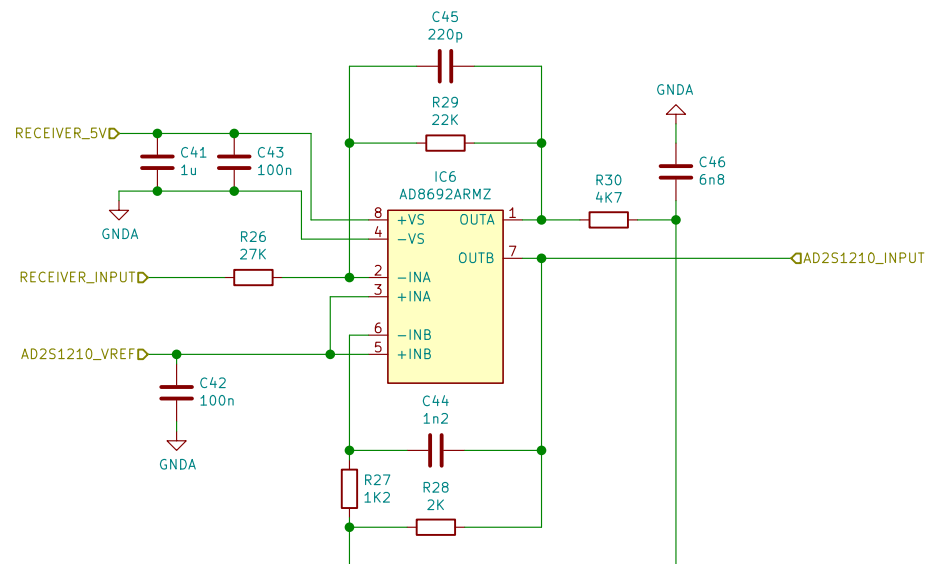 C45
220p
GNDA
R29
22K
RECEIVER_5V
C41
1u
C43
100n
C46
6n8
IC6
AD8692ARMZ
R30
4K7
GNDA
8
+VS
OUTA
1
4
-VS
R26
27K
OUTB
7
AD2S1210_INPUT
RECEIVER_INPUT
2
-INA
3
+INA
6
-INB
AD2S1210_VREF
5
+INB
C42
100n
C44
1n2
GNDA
R27
1K2
R28
2K